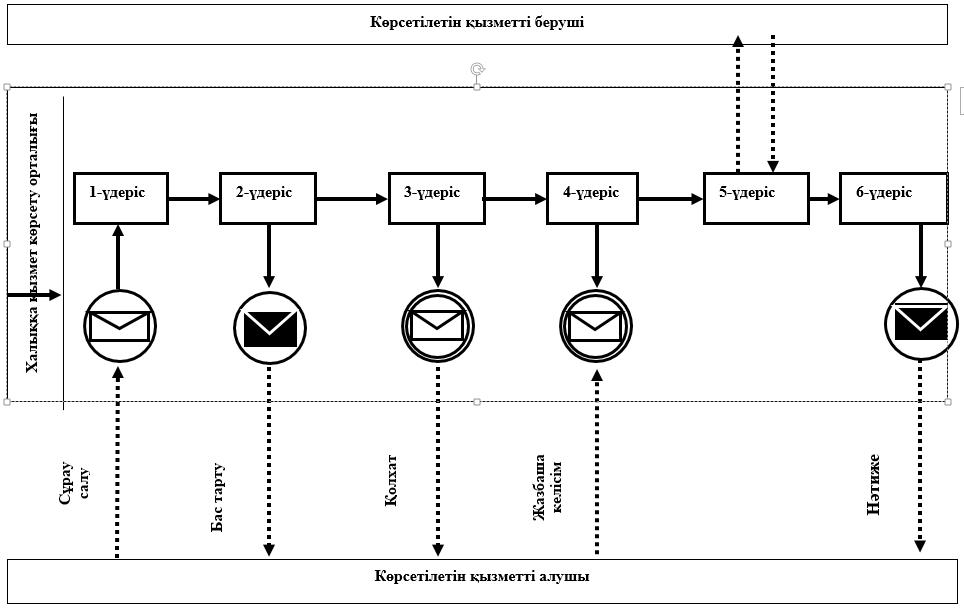 Көрсетілетін қызметті беруші
Халыққа қызмет көрсету орталығы
1-үдеріс
2-үдеріс
3-үдеріс
4-үдеріс
5-үдеріс
6-үдеріс
Сұрау
салу
Бас тарту
Қолхат
Жазбаша
келісім
Нәтиже
Көрсетілетін қызметті алушы